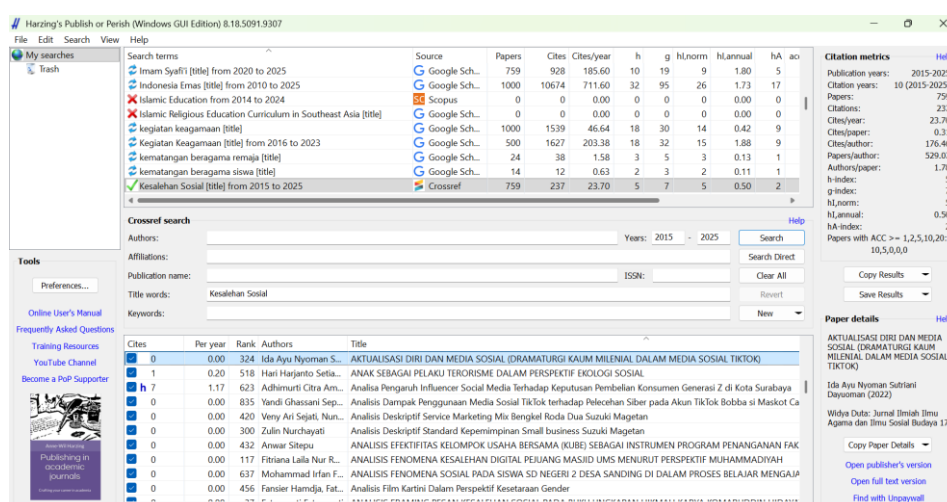 Harzing's Publish or Perish (Windows GUI Edition) 8.18.5091.9307
File Edit Search View Help
My searches
Trash
Search terms Source Papers Cites Cites/year h g hI,norm hI,annual hA acc
Imam Syafi'i [title] from 2020 to 2025 Google Sch... 759 928 185.60 10 19 9 1.80 5
Indonesia Emas [title] from 2010 to 2025 Google Sch... 1000 10674 711.60 32 95 26 1.73 17
Islamic Education from 2014 to 2024 Scopus 0 0 0.00 0 0 0 0.00 0
Islamic Religious Education Curriculum in Southeast Asia [title] Google Sch... 0 0 0.00 0 0 0 0.00 0
kegiatan keagamaan [title] Google Sch... 1000 1539 46.64 18 30 14 0.42 9
Kegiatan Keagamaan [title] from 2016 to 2023 Google Sch... 500 1627 203.38 18 32 15 1.88 9
kematangan beragama remaja [title] Google Sch... 24 38 1.58 3 5 3 0.13 1
kematangan beragama siswa [title] Google Sch... 14 12 0.63 2 3 2 0.11 1
Kesalehan Sosial [title] from 2015 to 2025 Crossref 759 237 23.70 5 7 5 0.50 2
Crossref search Help
Authors: Years: 2015 - 2025 Search
Affiliations: Search Direct
Publication name: ISSN: Clear All
Title words: Kesalehan Sosial Revert
Keywords: New
Tools
Preferences...
Online User's Manual
Frequently Asked Questions
Training Resources
YouTube Channel
Become a PoP Supporter
Publishing in
academic
journals
Cites Per year Rank Authors Title
0 0.00 324 Ida Ayu Nyoman S... AKTUALISASI DIRI DAN MEDIA SOSIAL (DRAMATURGI KAUM MILENIAL DALAM MEDIA SOSIAL TIKTOK)
1 0.20 518 Hari Harjanto Setia... ANAK SEBAGAI PELAKU TERORISME DALAM PERSPEKTIF EKOLOGI SOSIAL
h 7 1.17 623 Adhimurti Citra Am... Analisa Pengaruh Influencer Social Media Terhadap Keputusan Pembelian Konsumen Generasi Z di Kota Surabaya
0 0.00 835 Yandi Ghassani Sep... Analisis Dampak Penggunaan Media Sosial TikTok terhadap Pelecehan Siber pada Akun TikTok Bobba si Maskot Ca
0 0.00 420 Veny Ari Sejati, Nun... Analisis Deskriptif Service Marketing Mix Bengkel Roda Dua Suzuki Magetan
0 0.00 300 Zulin Nurchayati Analisis Deskriptif Standard Kepemimpinan Small business Suzuki Magetan
0 0.00 432 Anwar Sitepu ANALISIS EFEKTIFITAS KELOMPOK USAHA BERSAMA (KUBE) SEBAGAI INSTRUMEN PROGRAM PENANGANAN FAK
0 0.00 117 Fitriana Laila Nur R... ANALISIS FENOMENA KESALEHAN DIGITAL PEJUANG MASJID UMS MENURUT PERSPEKTIF MUHAMMADIYAH
0 0.00 637 Mohammad Irfan F... ANALISIS FENOMENA SOSIAL PADA SISWA SD NEGERI 2 DESA SANDING DI DALAM PROSES BELAJAR MENGAJA
0 0.00 456 Fansier Hamdja, Fat... Analisis Film Kartini Dalam Perspektif Kesetaraan Gender
Citation metrics Hel
Publication years: 2015-202
Citation years: 10 (2015-2025
Papers: 759
Citations: 23
Cites/year: 23.70
Cites/paper: 0.3
Cites/author: 176.4
Papers/author: 529.0
Authors/paper: 1.7
h-index:
g-index:
hI,norm:
hI,annual: 0.50
hA-index:
Papers with ACC >= 1,2,5,10,20:
10,5,0,0,0
Copy Results
Save Results
Paper details Hel
AKTUALISASI DIRI DAN MEDIA
SOSIAL (DRAMATURGI KAUM
MILENIAL DALAM MEDIA SOSIAL
TIKTOK)
Ida Ayu Nyoman Sutriani
Dayuoman (2022)
Widya Duta: Jurnal Ilmiah Ilmu
Agama dan Ilmu Sosial Budaya 17
Copy Paper Details
Open publisher's version
Open full text version
Find with Unpaywall